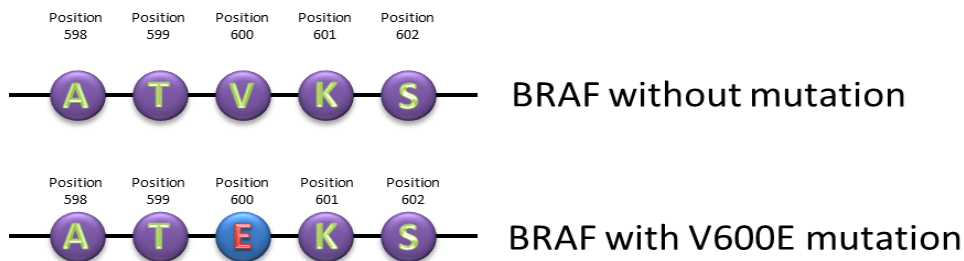 Position Position Position Position Position
598 599 600 601 602
A T V K S BRAF without mutation
Position Position Position Position Position
598 599 600 601 602
A T E K S BRAF with V600E mutation